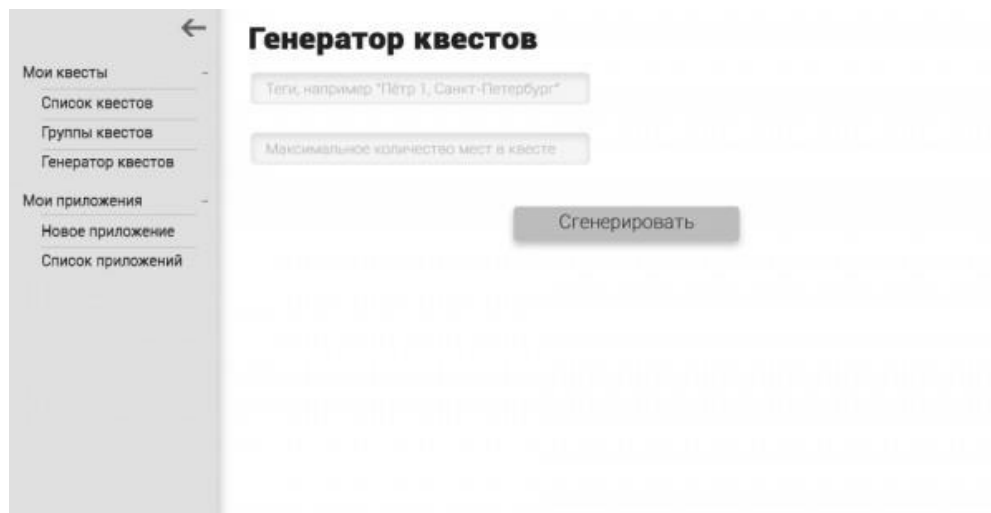 Мои квесты
Список квестов
Группы квестов
Генератор квестов
Мои приложения
Новое приложение
Список приложений
Генератор квестов
Теги, например "Пётр 1, Санкт-Петербург"
Максимальное количество мест в квесте
Сгенерировать